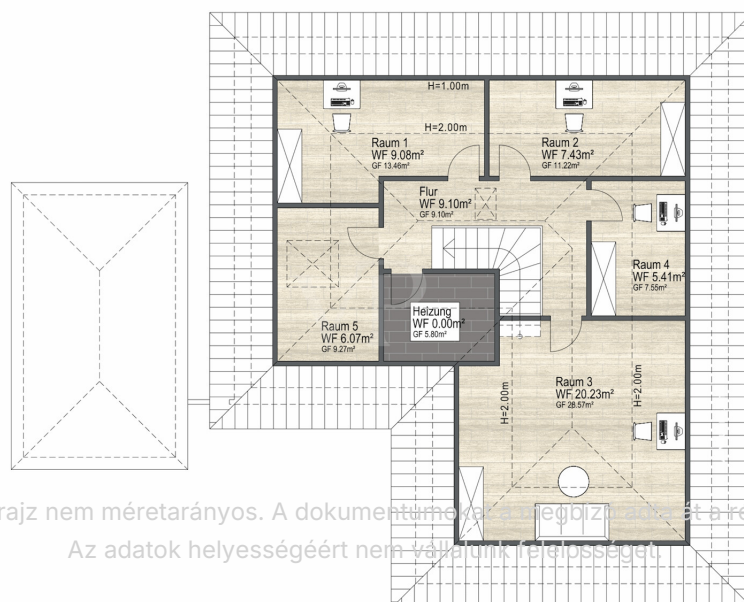 H=1.00m
H=2.00m
Raum 1
WF 9.08m²
GF 13.46m²
Raum 2
WF 7.43m²
GF 11.22m²
Flur
WF 9.10m²
GF 9.10m²
Raum 4
WF 5.41m²
GF 7.55m²
Heizung
WF 0.00m²
GF 5.80m²
Raum 5
WF 6.07m²
GF 9.27m²
Raum 3
WF 20.23m²
GF 26.57m²
H=2.00m
H=2.00m
rajz nem méretarányos. A dokumentumokat a megbízó
Az adatok helyességéért nem vállalunk felelősséget.